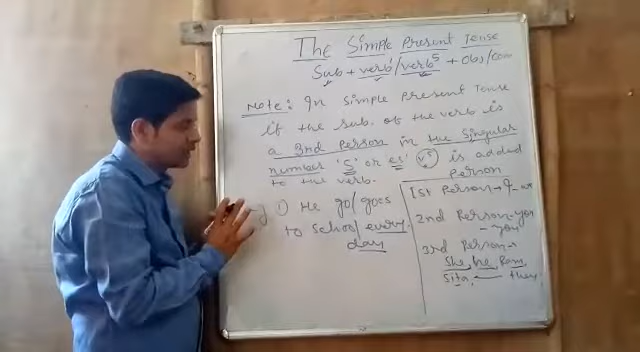 The Simple Present Tense
Sub + verb¹/verb⁵ + Obj/com
Note: In Simple Present Tense
if the sub. of the verb is
a 3rd Person in the Singular
number 'S' or es' (v⁵) is added
to the verb.
i) He go/goes
to School every-
day
Person
Ist Person → I we
2nd Person - you
- you
3rd Person →
She, he, Ram
Sita, they